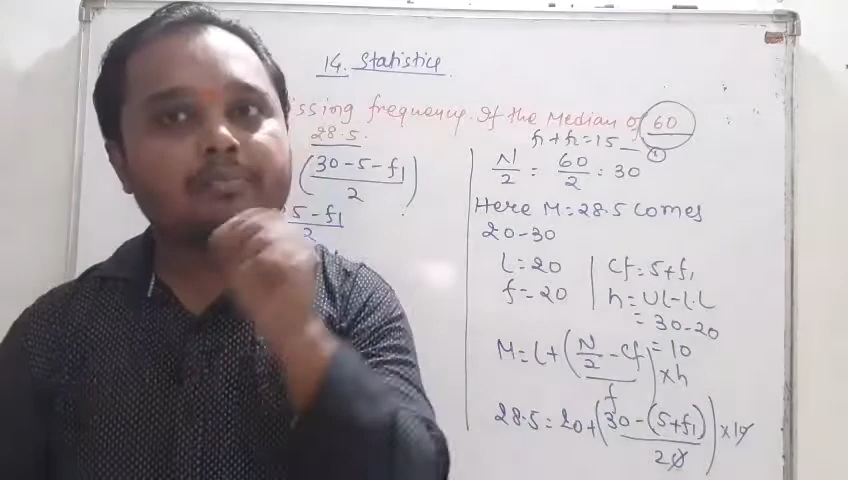 14. Statistics
issing frequency. If the Median of 60
28.5.
f1+f2=15 1
(30-5-f1)
2
5-f1
2
N/2 = 60/2 = 30
Here M=28.5 comes
20-30
l=20
f=20
Cf=5+f1
h=Ul-l.L
=30-20
=10
M=l+(N/2-Cf)×h
f
28.5=20+(30-(5+f1))×10
20